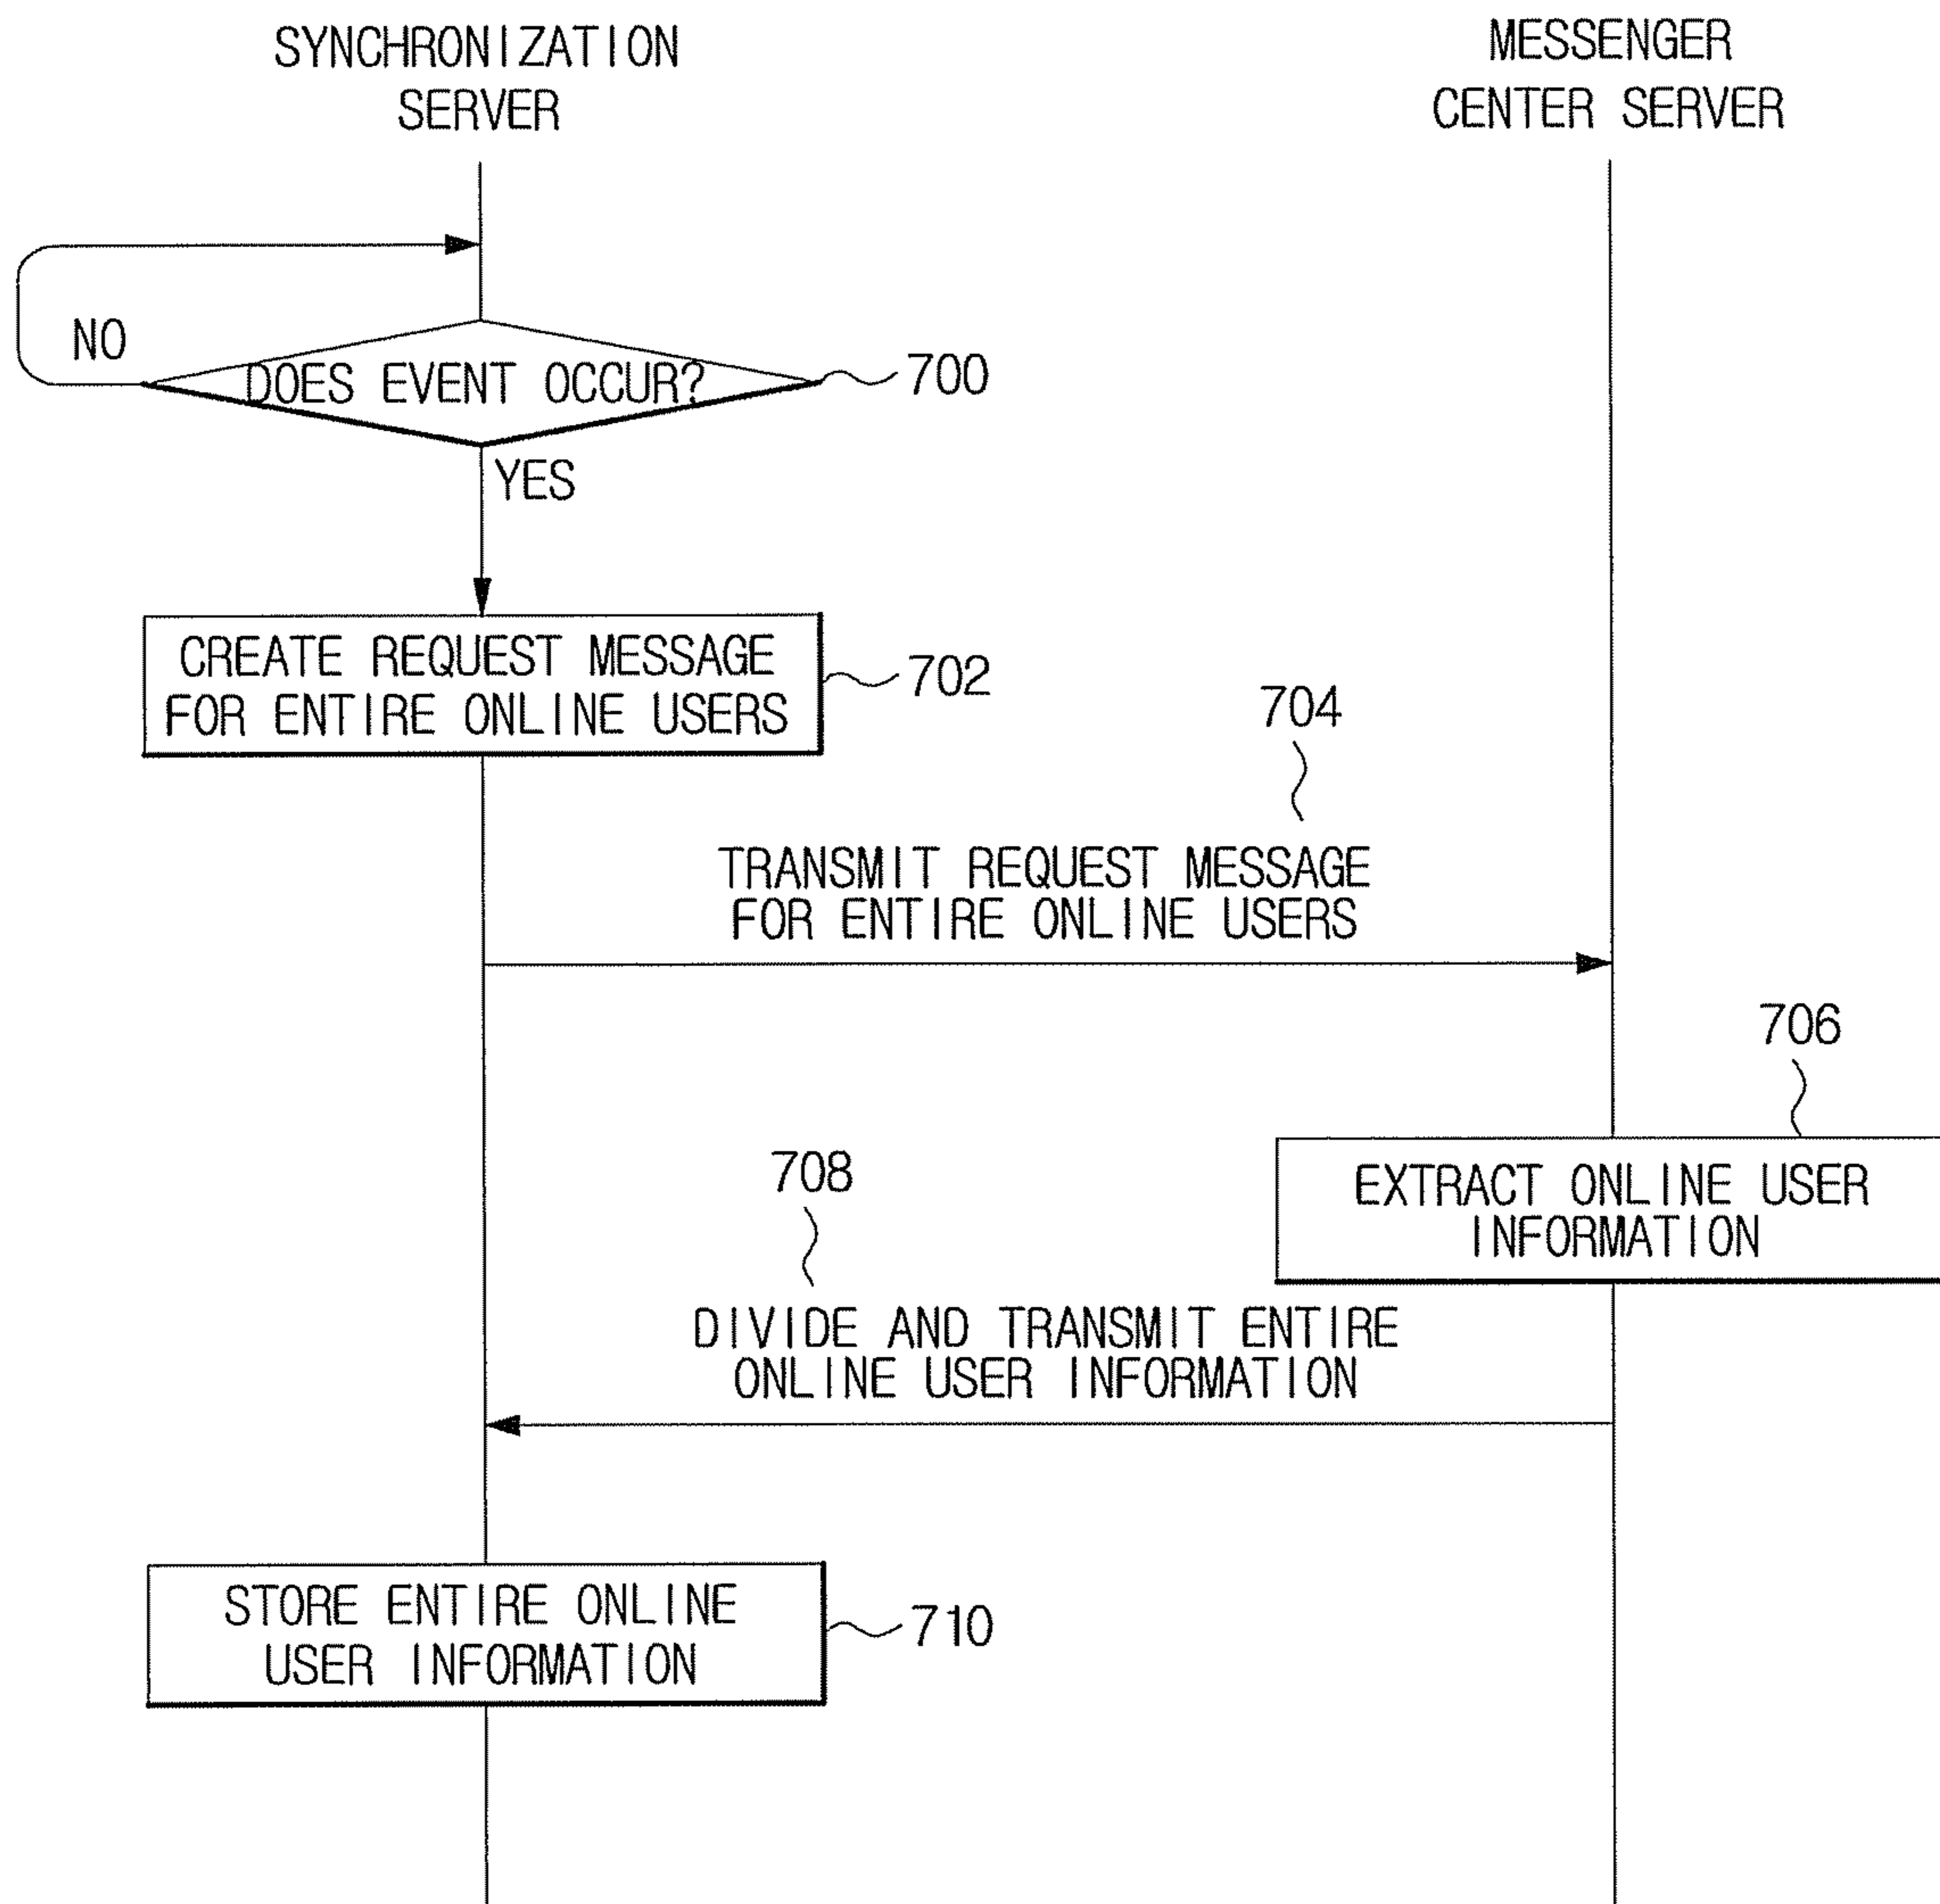 SYNCHRONIZATION
SERVER
MESSENGER
CENTER SERVER
NO
DOES EVENT OCCUR?
700
YES
CREATE REQUEST MESSAGE
FOR ENTIRE ONLINE USERS
702
704
TRANSMIT REQUEST MESSAGE
FOR ENTIRE ONLINE USERS
706
EXTRACT ONLINE USER
INFORMATION
708
DIVIDE AND TRANSMIT ENTIRE
ONLINE USER INFORMATION
STORE ENTIRE ONLINE
USER INFORMATION
710